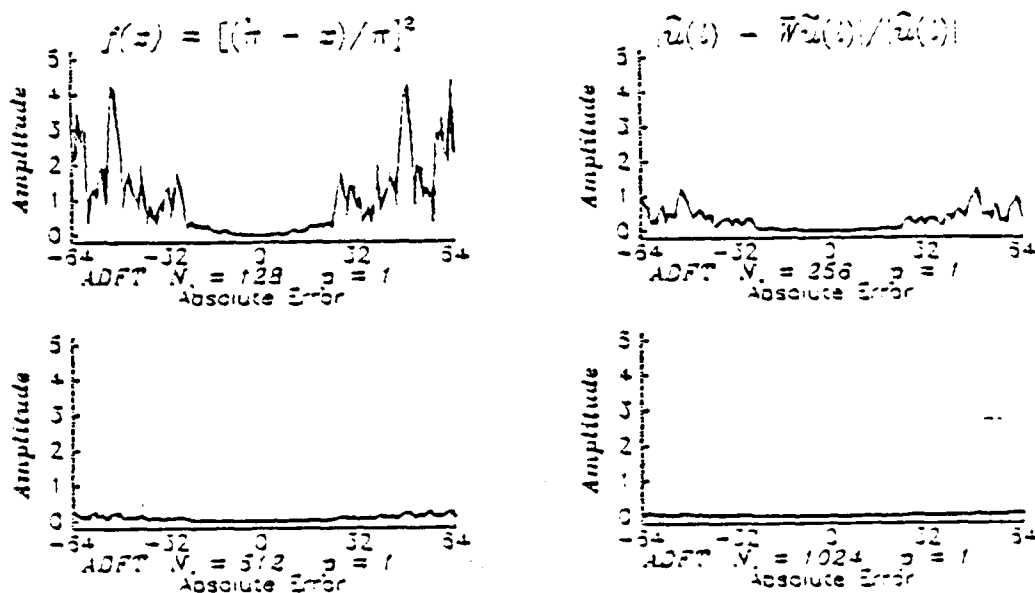 f(x) = [(π - x)/π]²
|û(l) - W̅ũ(l)|/|û(l)|
5
4
3
2
1
0
Amplitude
-64 -32 0 32 64
ADFT N = 128 p = 1
Absolute Error
5
4
3
2
1
0
Amplitude
-64 -32 0 32 64
ADFT N = 256 p = 1
Absolute Error
5
4
3
2
1
0
Amplitude
-64 -32 0 32 64
ADFT N = 512 p = 1
Absolute Error
5
4
3
2
1
0
Amplitude
-64 -32 0 32 64
ADFT N = 1024 p = 1
Absolute Error